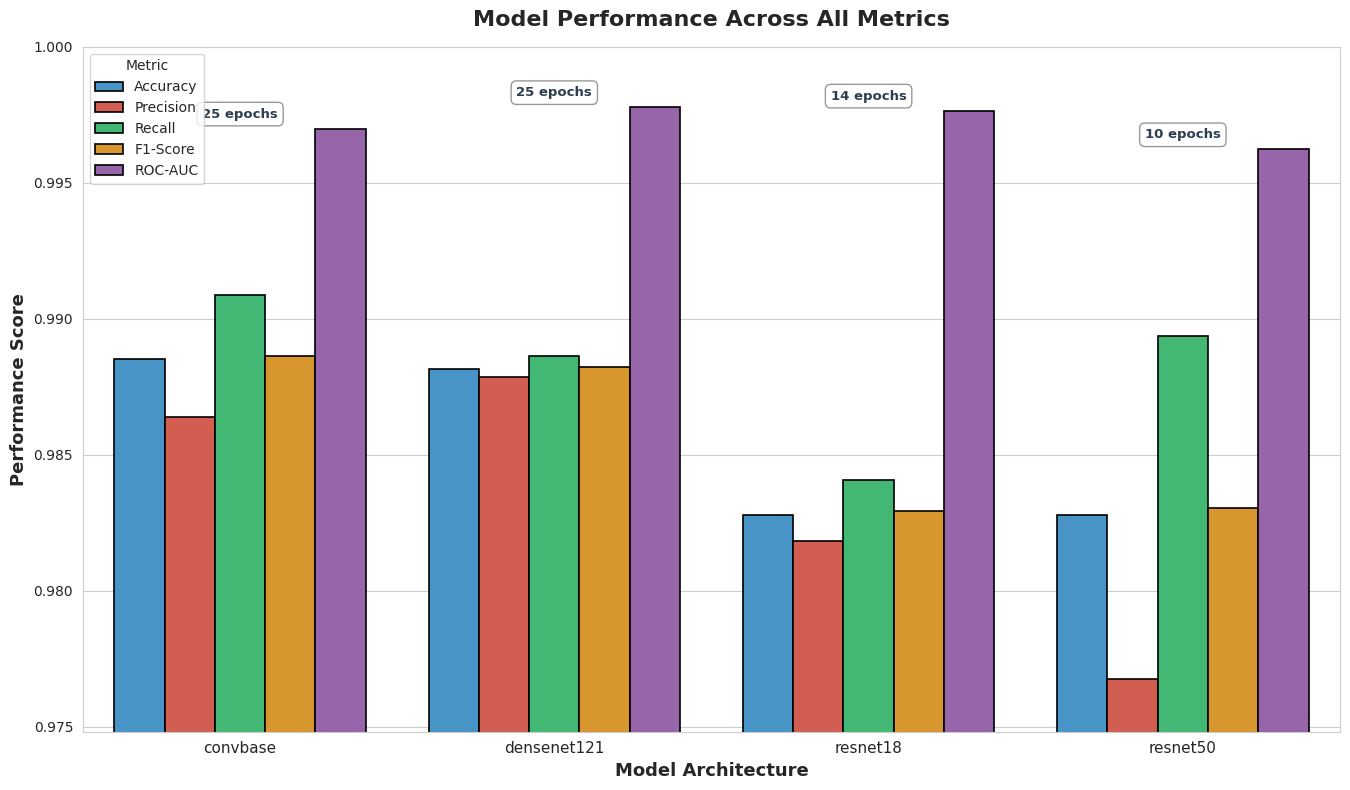 Model Performance Across All Metrics
Performance Score
1.000
0.995
0.990
0.985
0.980
0.975
Metric
Accuracy
Precision
Recall
F1-Score
ROC-AUC
25 epochs
25 epochs
14 epochs
10 epochs
convbase
densenet121
resnet18
resnet50
Model Architecture